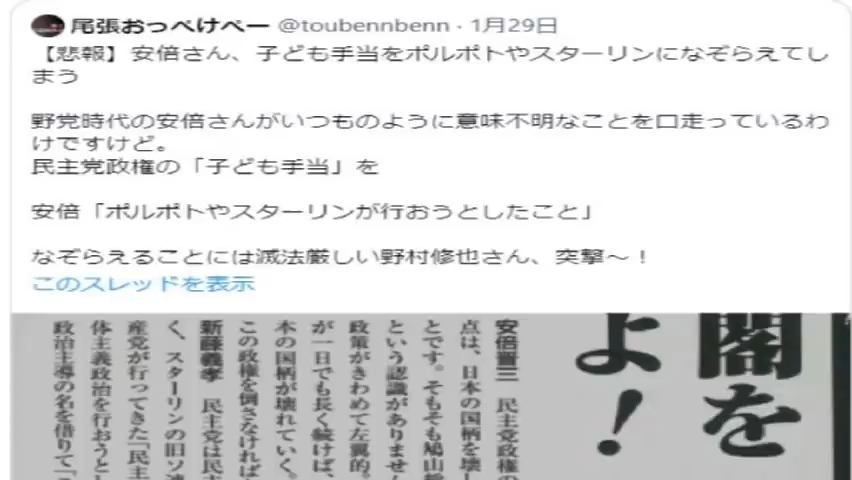 尾張おっぺけぺー @toubennbenn · 1月29日
【悲報】安倍さん、子ども手当をポルポトやスターリンになぞらえてし
まう
野党時代の安倍さんがいつものように意味不明なことを口走っているわ
けですけど。
民主党政権の「子ども手当」を
安倍「ポルポトやスターリンが行おうとしたこと」
なぞらえることには滅法厳しい野村修也さん、突撃〜！
このスレッドを表示
閣を
よ！
安倍晋三 民主党政権の
点は、日本の国柄を壊し
とです。そもそも鳩山総
という認識がありません
政策がきわめて左翼的。
が一日でも長く続けば、
本の国柄が壊れていく。
この政権を倒さなければ
新藤義孝 民主党は民主
く、スターリンの旧ソ連
産党が行ってきた「民主
体主義政治を行おうとし
政治主導の名を借りて「